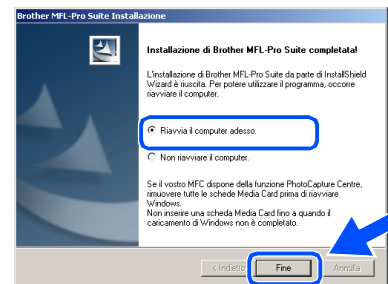 Brother MFL-Pro Suite Installazione
Installazione di Brother MFL-Pro Suite completata!
L'installazione di Brother MFL-Pro Suite da parte di InstallShield
Wizard è riuscita. Per potere utilizzare il programma, occorre
riavviare il computer.
Riavvia il computer adesso.
Non riavviare il computer.
Se il vostro MFC dispone della funzione PhotoCapture Centre,
rimuovere tutte le schede Media Card prima di riavviare
Windows.
Non inserire una scheda Media Card fino a quando il
caricamento di Windows non è completato.
< Indietro Fine Annulla